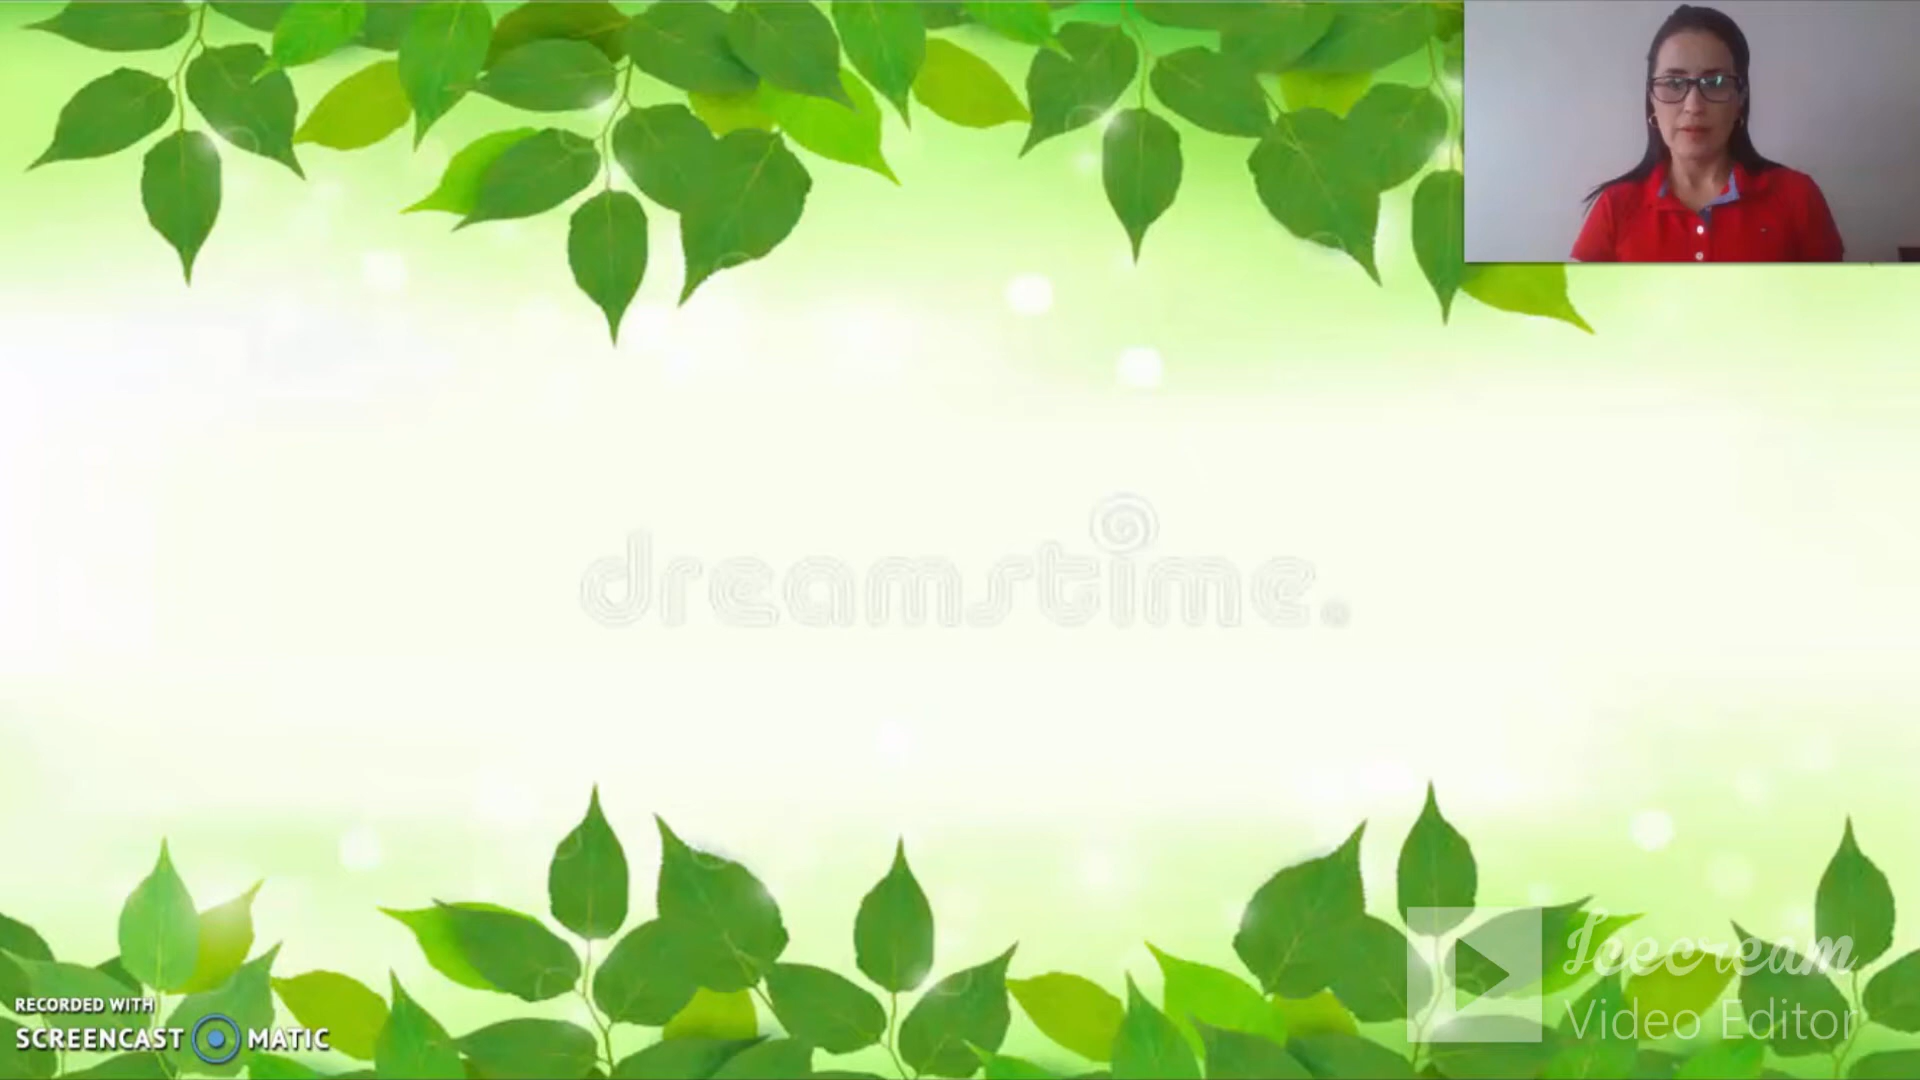 dreamstime.
Icecream
Video Editor
RECORDED WITH
SCREENCAST MATIC